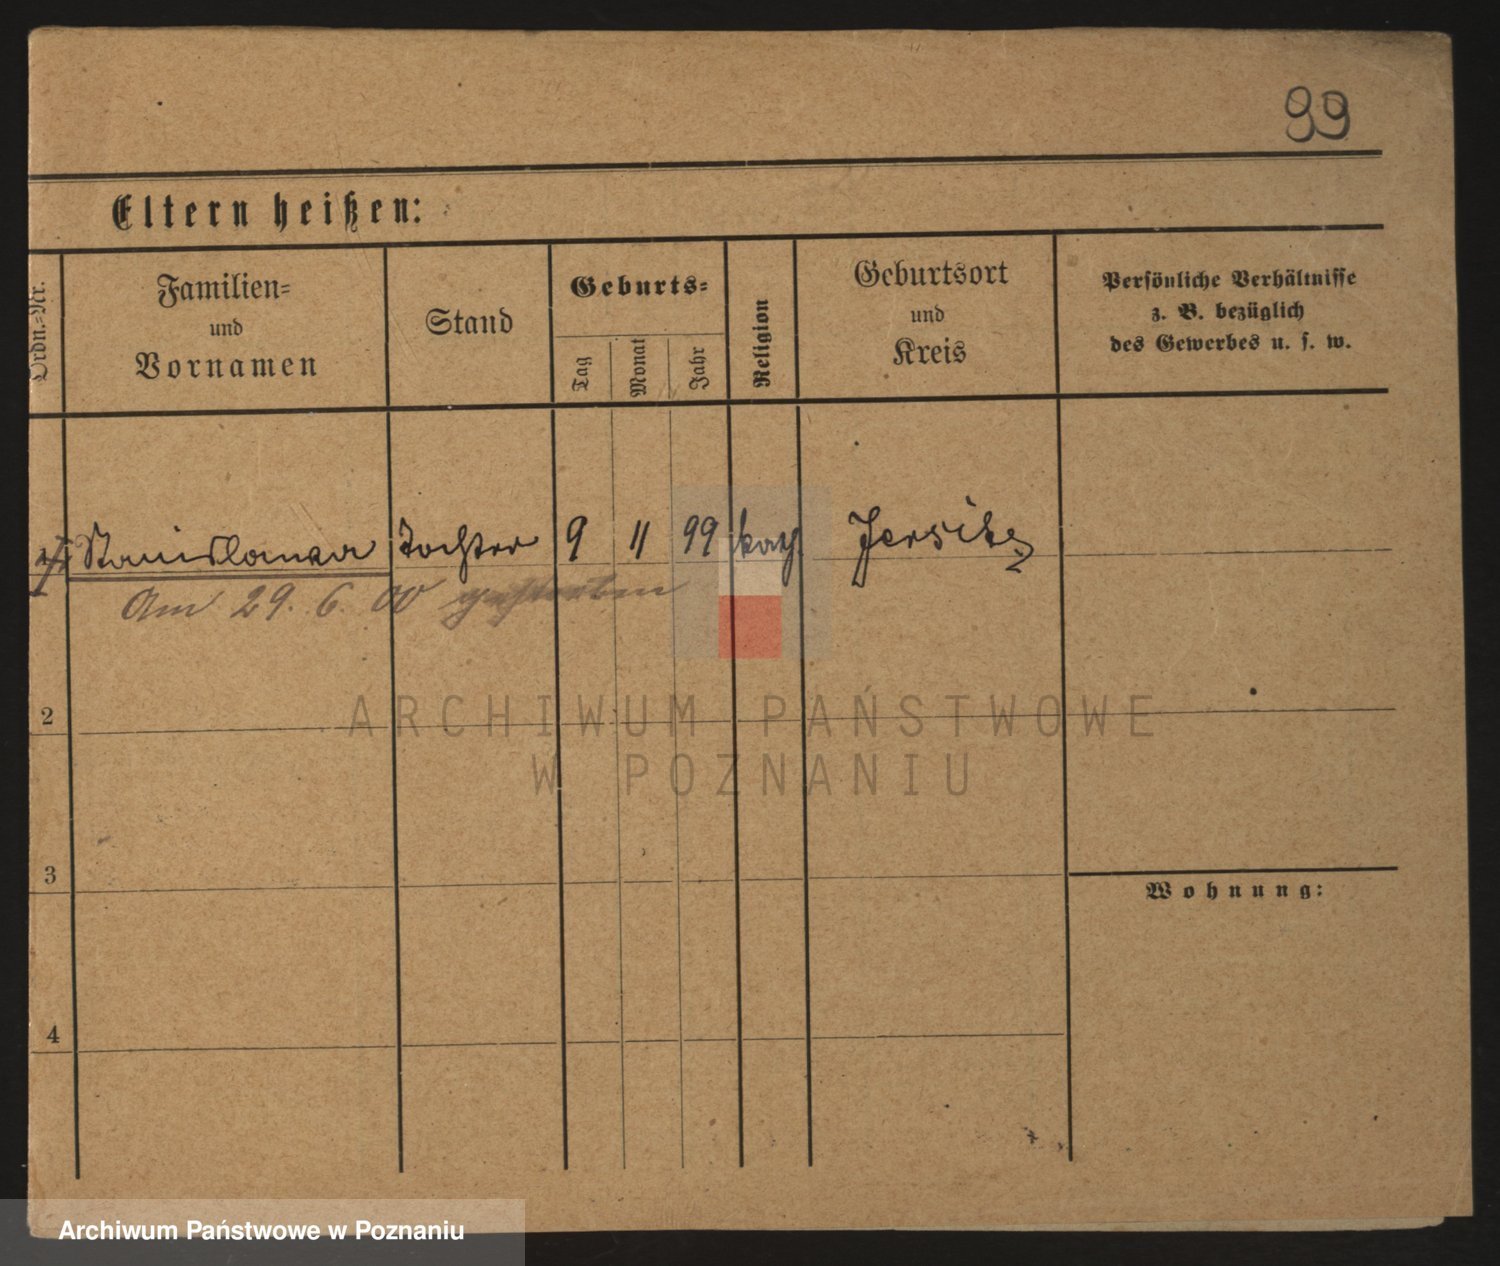 99
Eltern heißen:
Ordn.-Nr.
Familien-
und
Vornamen
Stand
Geburts-
Tag
Monat
Jahr
Religion
Geburtsort
und
Kreis
Persönliche Verhältnisse
z. B. bezüglich
des Gewerbes u. s. w.
Stanislawa Tochter 9 11 99 kath. Jersitz
Am 29. 6. 00 gestorben
2
3
Wohnung:
4
ARCHIWUM PAŃSTWOWE
W POZNANIU
Archiwum Państwowe w Poznaniu